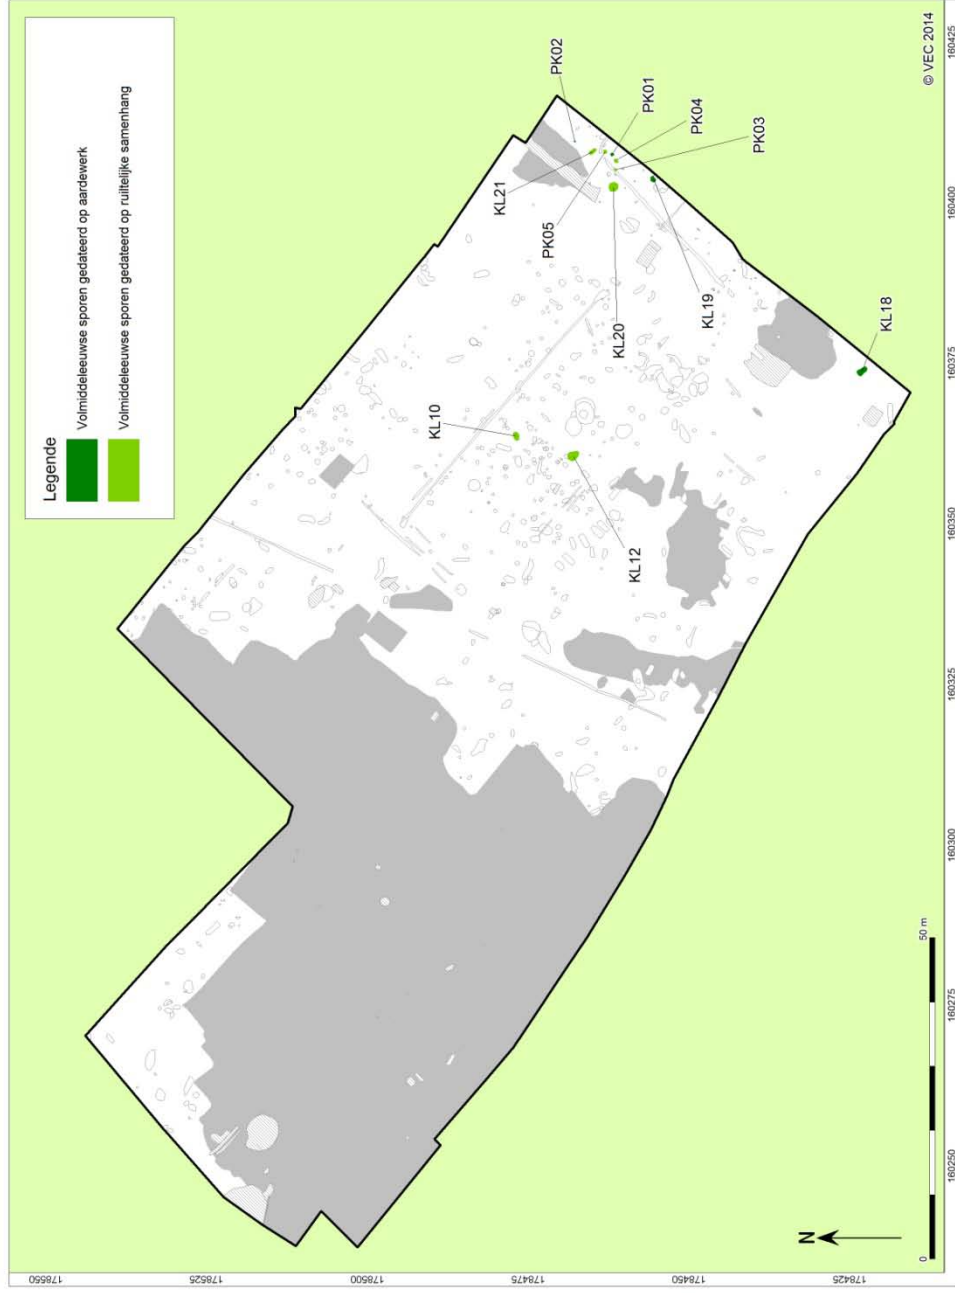 Legende
Volmiddeleeuwse sporen gedateerd op aardewerk
Volmiddeleeuwse sporen gedateerd op ruiltelijke samenhang
© VEC 2014
PK02
PK01
PK04
PK03
KL21
PK05
KL20
KL19
KL18
KL10
KL12
N
0
50 m
178550
178525
178500
178475
178450
178425
160250
160275
160300
160325
160350
160375
160400
160425